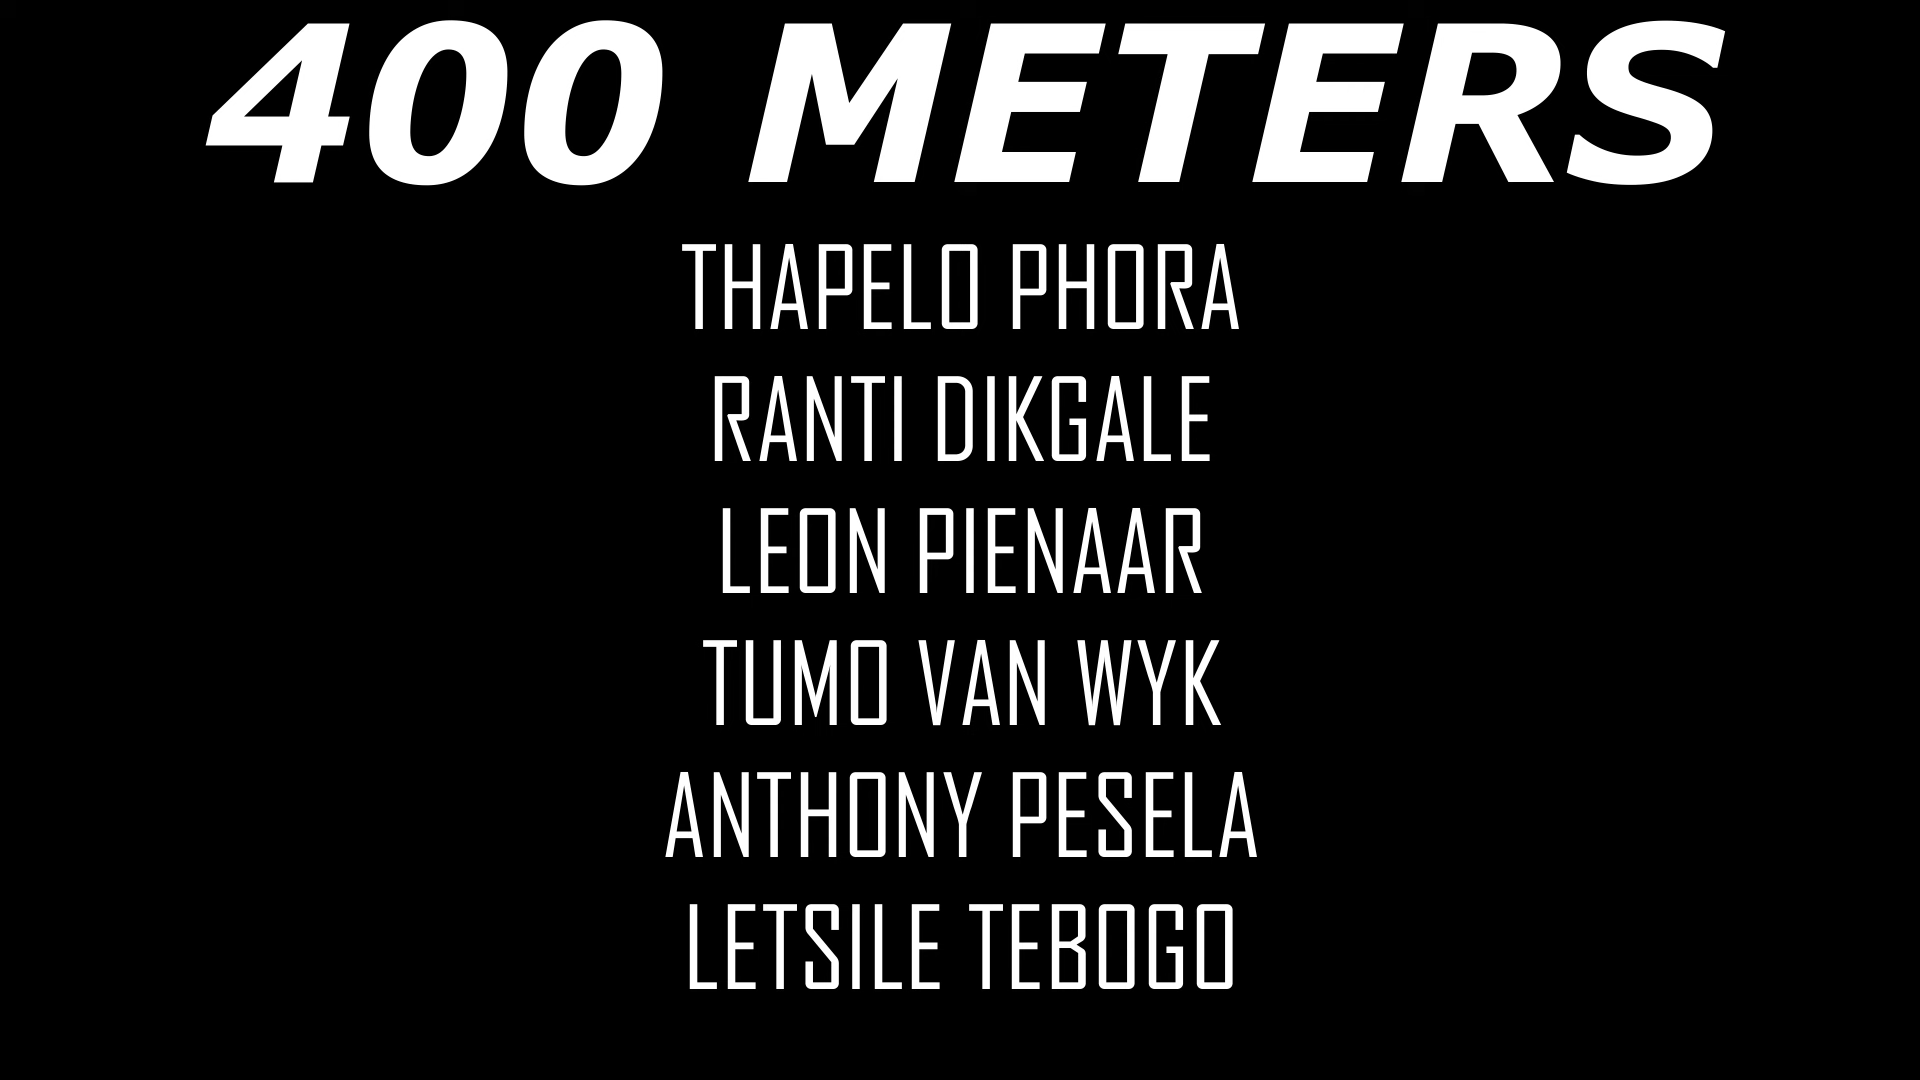 400 METERS
THAPELO PHORA
RANTI DIKGALE
LEON PIENAAR
TUMO VAN WYK
ANTHONY PESELA
LETSILE TEBOGO